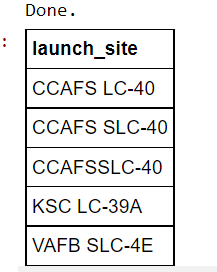 Done.
:
launch_site
CCAFS LC-40
CCAFS SLC-40
CCAFSSLC-40
KSC LC-39A
VAFB SLC-4E